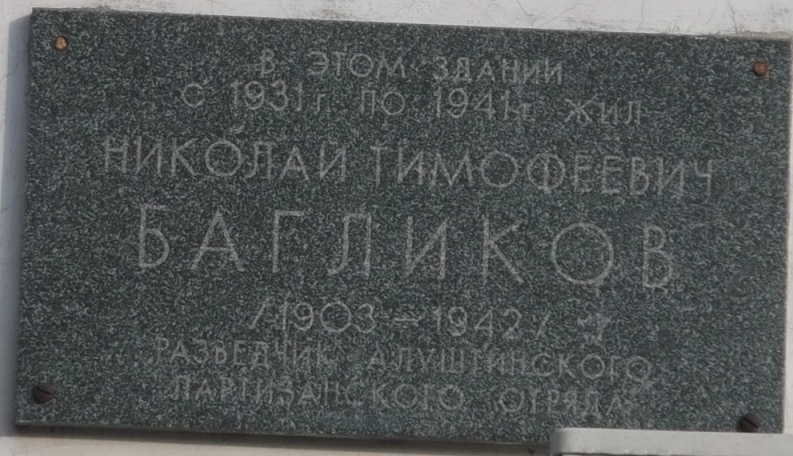 В ЭТОМ ЗДАНИИ
С 1931 г. ПО 1941 г. ЖИЛ
НИКОЛАЙ ТИМОФЕЕВИЧ
БАГЛИКОВ
/1903 — 1942/
РАЗВЕДЧИК АЛУШТИНСКОГО
ПАРТИЗАНСКОГО ОТРЯДА